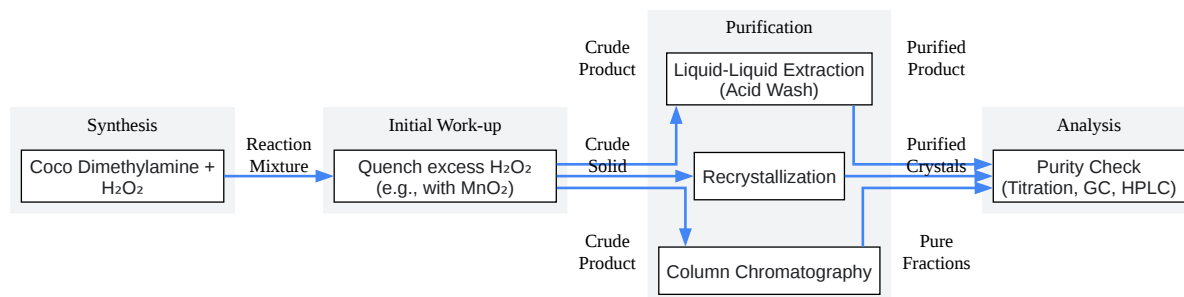 Synthesis
Coco Dimethylamine +
H₂O₂
Reaction
Mixture
Initial Work-up
Quench excess H₂O₂
(e.g., with MnO₂)
Crude
Product
Crude
Solid
Crude
Product
Purification
Liquid-Liquid Extraction
(Acid Wash)
Recrystallization
Column Chromatography
Purified
Product
Purified
Crystals
Pure
Fractions
Analysis
Purity Check
(Titration, GC, HPLC)